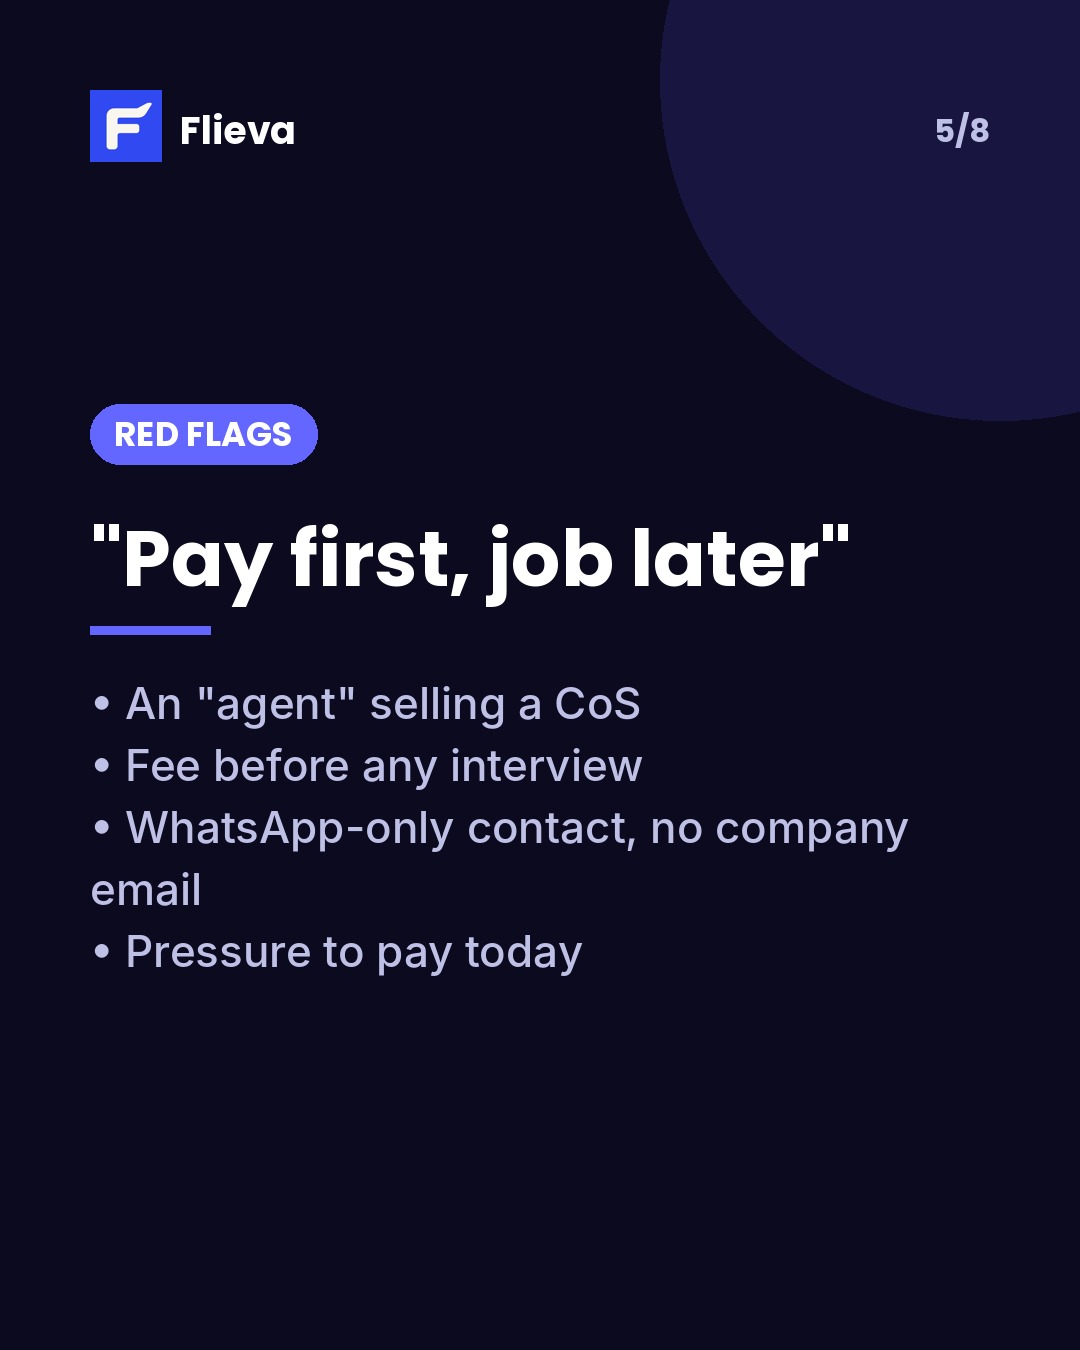 Flieva
5/8
RED FLAGS
"Pay first, job later"
• An "agent" selling a CoS
• Fee before any interview
• WhatsApp-only contact, no company
email
• Pressure to pay today